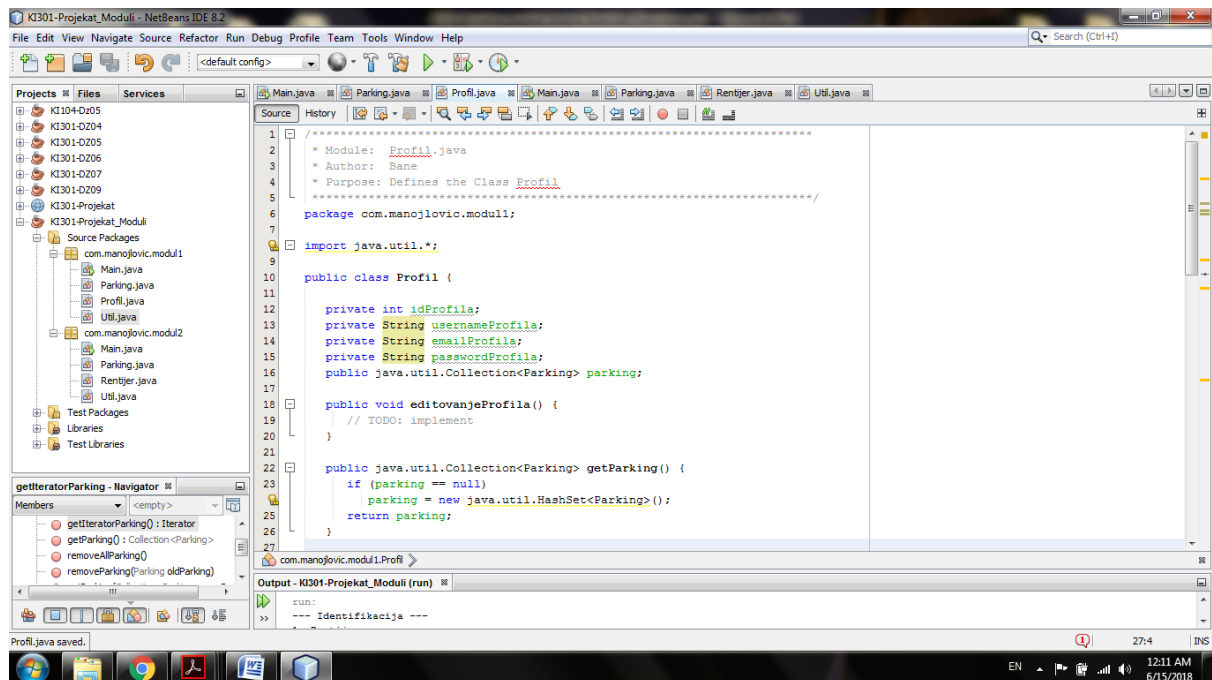 KI301-Projekat_Moduli - NetBeans IDE 8.2
File Edit View Navigate Source Refactor Run Debug Profile Team Tools Window Help
Search (Ctrl+I)
<default config>
Projects Files Services
KI104-Dz05
KI301-DZ04
KI301-DZ05
KI301-DZ06
KI301-DZ07
KI301-DZ09
KI301-Projekat
KI301-Projekat_Moduli
Source Packages
com.manojlovic.modul1
Main.java
Parking.java
Profil.java
Util.java
com.manojlovic.modul2
Main.java
Parking.java
Rentijer.java
Util.java
Test Packages
Libraries
Test Libraries
getIteratorParking - Navigator
Members <empty>
getIteratorParking() : Iterator
getParking() : Collection<Parking>
removeAllParking()
removeParking(Parking oldParking)
Main.java Parking.java Profil.java Main.java Parking.java Rentijer.java Util.java
Source History
1 /***********************************************************************
2 * Module: Profil.java
3 * Author: Bane
4 * Purpose: Defines the Class Profil
5 ***********************************************************************/
6 package com.manojlovic.modul1;
7
import java.util.*;
9
10 public class Profil {
11
12 private int idProfila;
13 private String usernameProfila;
14 private String emailProfila;
15 private String passwordProfila;
16 public java.util.Collection<Parking> parking;
17
18 public void editovanjeProfila() {
19 // TODO: implement
20 }
21
22 public java.util.Collection<Parking> getParking() {
23 if (parking == null)
parking = new java.util.HashSet<Parking>();
25 return parking;
26 }
27
com.manojlovic.modul1.Profil
Output - KI301-Projekat_Moduli (run)
run:
--- Identifikacija ---
Profil.java saved.
1
27:4 INS
EN
12:11 AM
6/15/2018